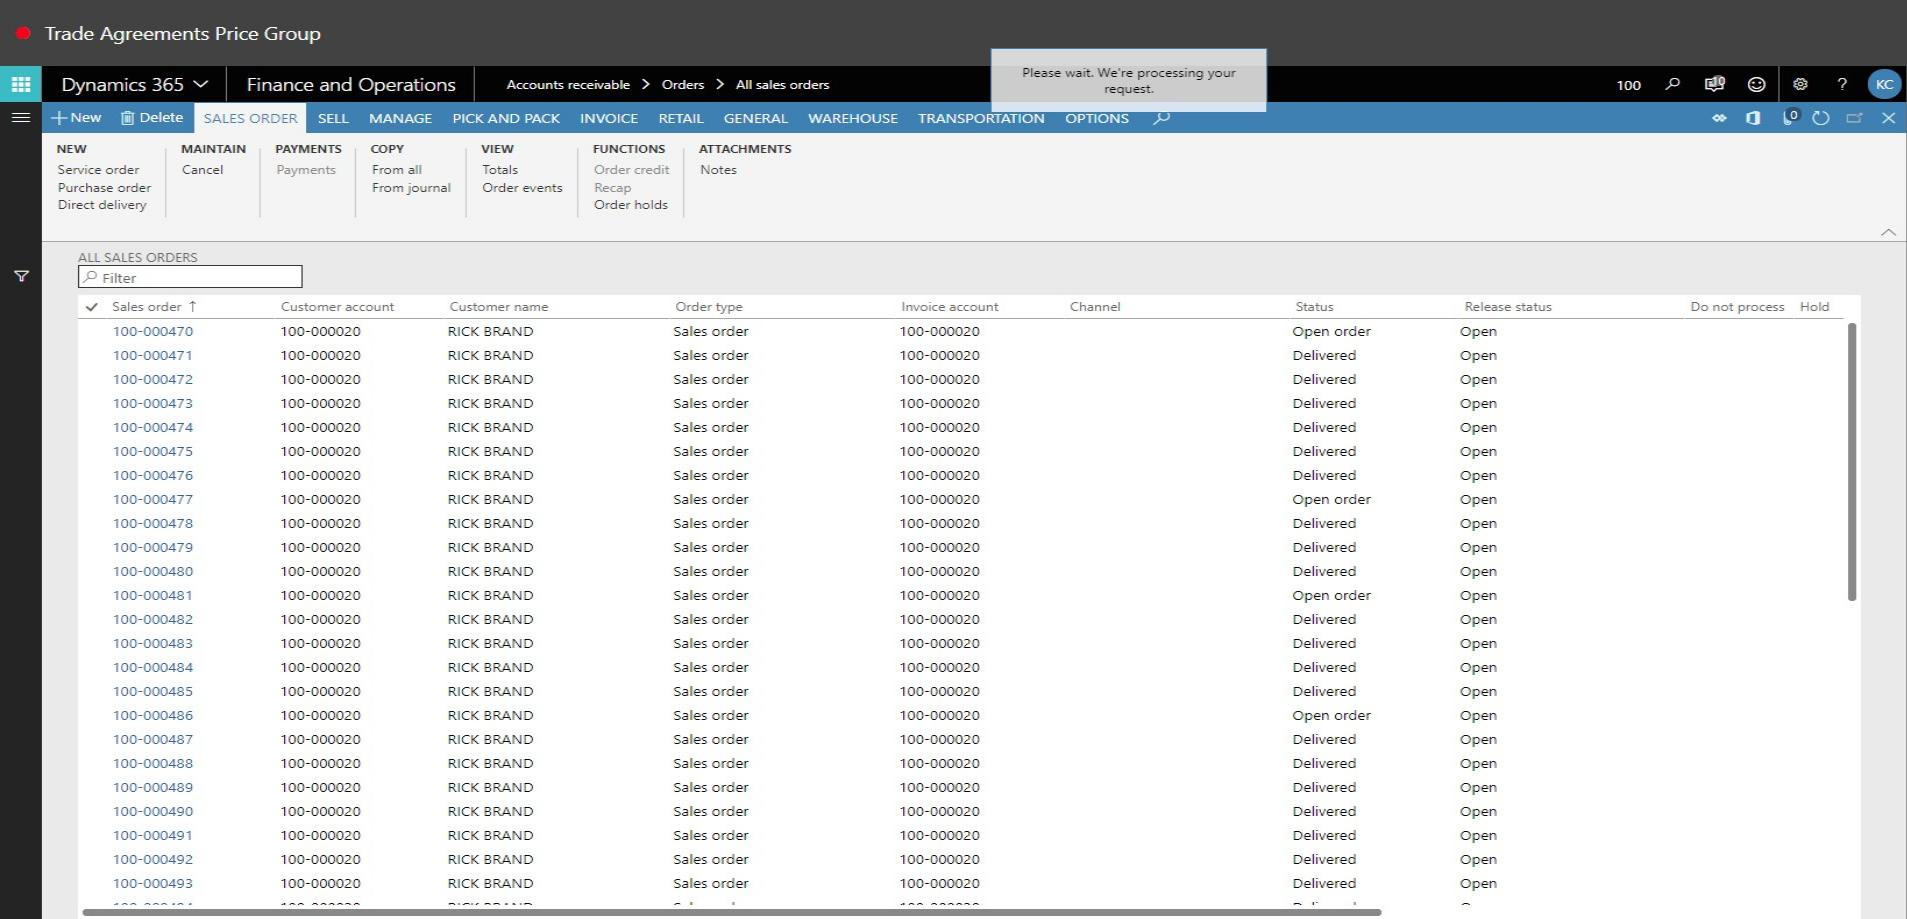 Trade Agreements Price Group
Dynamics 365 Finance and Operations Accounts receivable > Orders > All sales orders 100 10 ? KC
Please wait. We're processing your
request.
+ New Delete SALES ORDER SELL MANAGE PICK AND PACK INVOICE RETAIL GENERAL WAREHOUSE TRANSPORTATION OPTIONS 0
NEW MAINTAIN PAYMENTS COPY VIEW FUNCTIONS ATTACHMENTS
Service order Cancel Payments From all Totals Order credit Notes
Purchase order From journal Order events Recap
Direct delivery Order holds
ALL SALES ORDERS
Filter
Sales order ↑ Customer account Customer name Order type Invoice account Channel Status Release status Do not process Hold
100-000470 100-000020 RICK BRAND Sales order 100-000020 Open order Open
100-000471 100-000020 RICK BRAND Sales order 100-000020 Delivered Open
100-000472 100-000020 RICK BRAND Sales order 100-000020 Delivered Open
100-000473 100-000020 RICK BRAND Sales order 100-000020 Delivered Open
100-000474 100-000020 RICK BRAND Sales order 100-000020 Delivered Open
100-000475 100-000020 RICK BRAND Sales order 100-000020 Delivered Open
100-000476 100-000020 RICK BRAND Sales order 100-000020 Delivered Open
100-000477 100-000020 RICK BRAND Sales order 100-000020 Open order Open
100-000478 100-000020 RICK BRAND Sales order 100-000020 Delivered Open
100-000479 100-000020 RICK BRAND Sales order 100-000020 Delivered Open
100-000480 100-000020 RICK BRAND Sales order 100-000020 Delivered Open
100-000481 100-000020 RICK BRAND Sales order 100-000020 Open order Open
100-000482 100-000020 RICK BRAND Sales order 100-000020 Delivered Open
100-000483 100-000020 RICK BRAND Sales order 100-000020 Delivered Open
100-000484 100-000020 RICK BRAND Sales order 100-000020 Delivered Open
100-000485 100-000020 RICK BRAND Sales order 100-000020 Delivered Open
100-000486 100-000020 RICK BRAND Sales order 100-000020 Open order Open
100-000487 100-000020 RICK BRAND Sales order 100-000020 Delivered Open
100-000488 100-000020 RICK BRAND Sales order 100-000020 Delivered Open
100-000489 100-000020 RICK BRAND Sales order 100-000020 Delivered Open
100-000490 100-000020 RICK BRAND Sales order 100-000020 Delivered Open
100-000491 100-000020 RICK BRAND Sales order 100-000020 Delivered Open
100-000492 100-000020 RICK BRAND Sales order 100-000020 Delivered Open
100-000493 100-000020 RICK BRAND Sales order 100-000020 Delivered Open